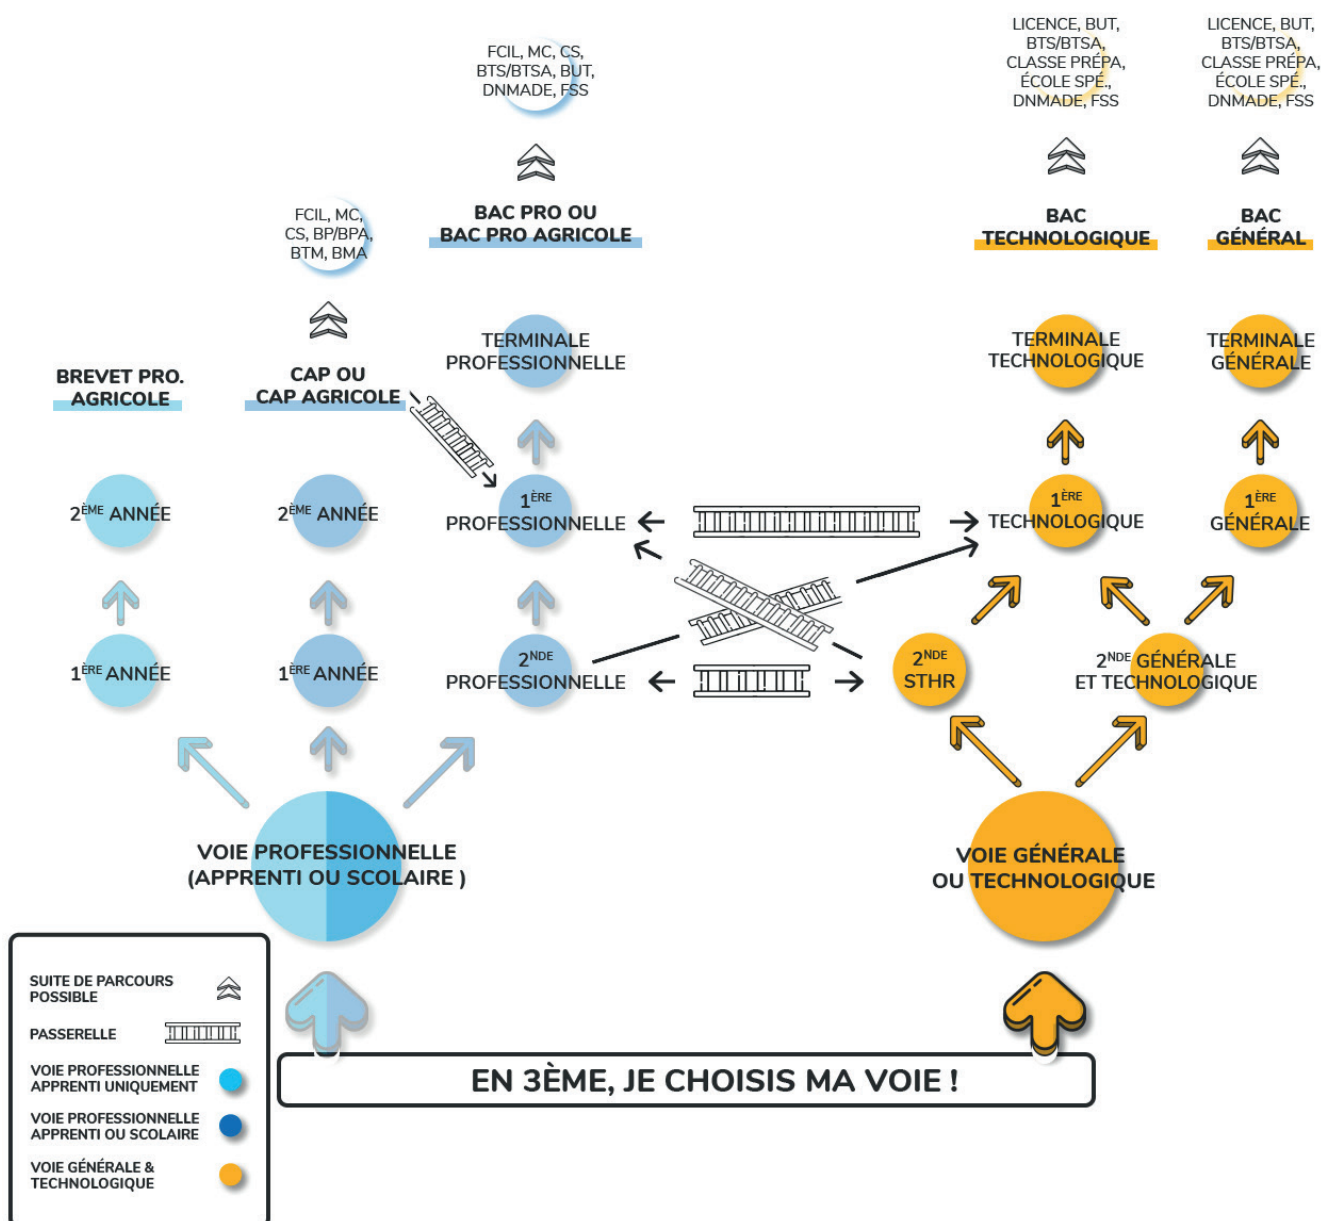 FCIL, MC, CS,
BTS/BTSA, BUT,
DNMADE, FSS
LICENCE, BUT,
BTS/BTSA,
CLASSE PRÉPA,
ÉCOLE SPÉ.,
DNMADE, FSS
LICENCE, BUT,
BTS/BTSA,
CLASSE PRÉPA,
ÉCOLE SPÉ.,
DNMADE, FSS
FCIL, MC,
CS, BP/BPA,
BTM, BMA
BAC PRO OU
BAC PRO AGRICOLE
BAC
TECHNOLOGIQUE
BAC
GÉNÉRAL
BREVET PRO.
AGRICOLE
CAP OU
CAP AGRICOLE
TERMINALE
PROFESSIONNELLE
TERMINALE
TECHNOLOGIQUE
TERMINALE
GÉNÉRALE
2ÈME ANNÉE
2ÈME ANNÉE
1ÈRE
PROFESSIONNELLE
1ÈRE
TECHNOLOGIQUE
1ÈRE
GÉNÉRALE
1ÈRE ANNÉE
1ÈRE ANNÉE
2NDE
PROFESSIONNELLE
2NDE
STHR
2NDE GÉNÉRALE
ET TECHNOLOGIQUE
VOIE PROFESSIONNELLE
(APPRENTI OU SCOLAIRE )
VOIE GÉNÉRALE
OU TECHNOLOGIQUE
SUITE DE PARCOURS
POSSIBLE
PASSERELLE
VOIE PROFESSIONNELLE
APPRENTI UNIQUEMENT
VOIE PROFESSIONNELLE
APPRENTI OU SCOLAIRE
VOIE GÉNÉRALE &
TECHNOLOGIQUE
EN 3ÈME, JE CHOISIS MA VOIE !